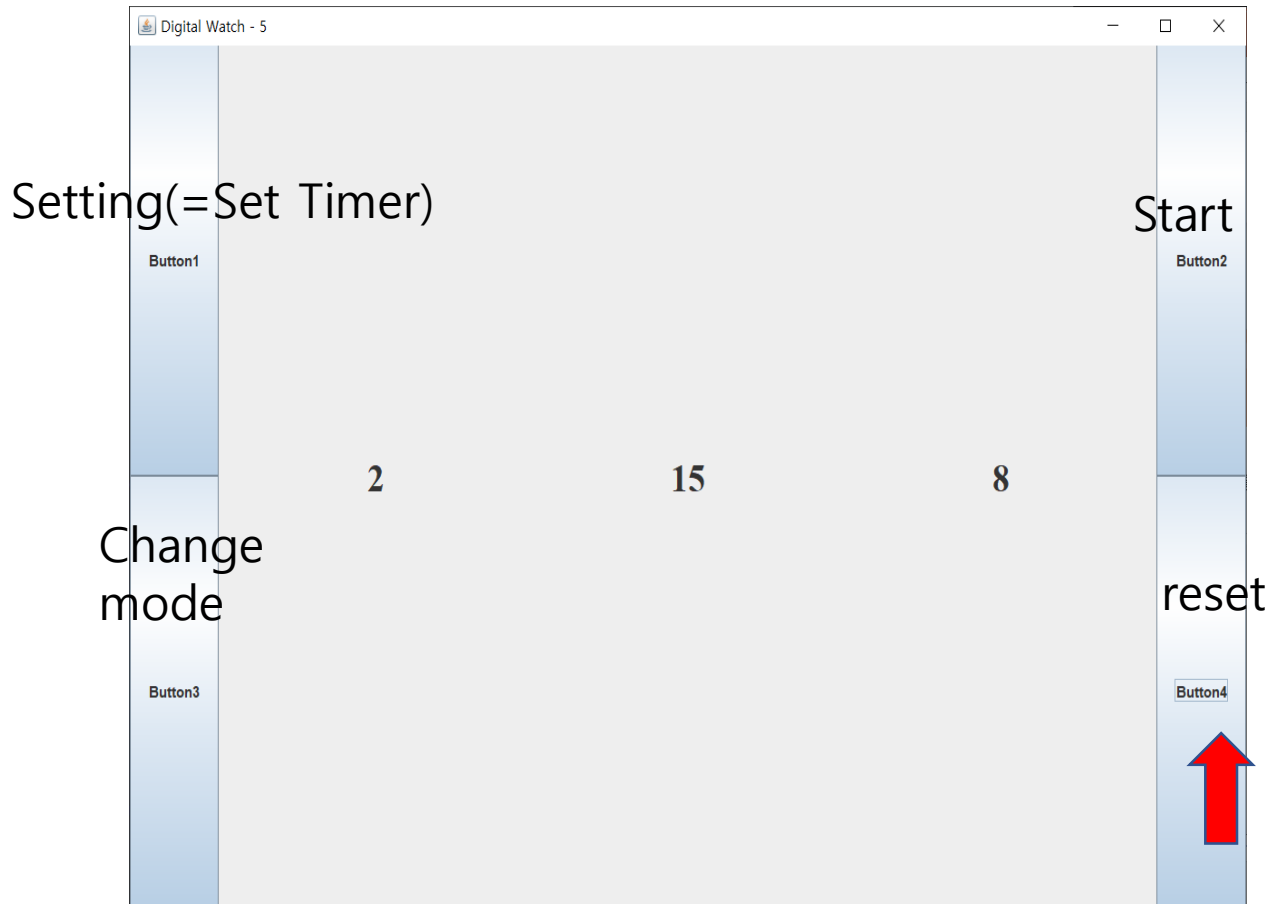 Digital Watch - 5
Setting(=Set Timer)
Start
Button1
Button2
2 15 8
Change
mode
reset
Button3
Button4